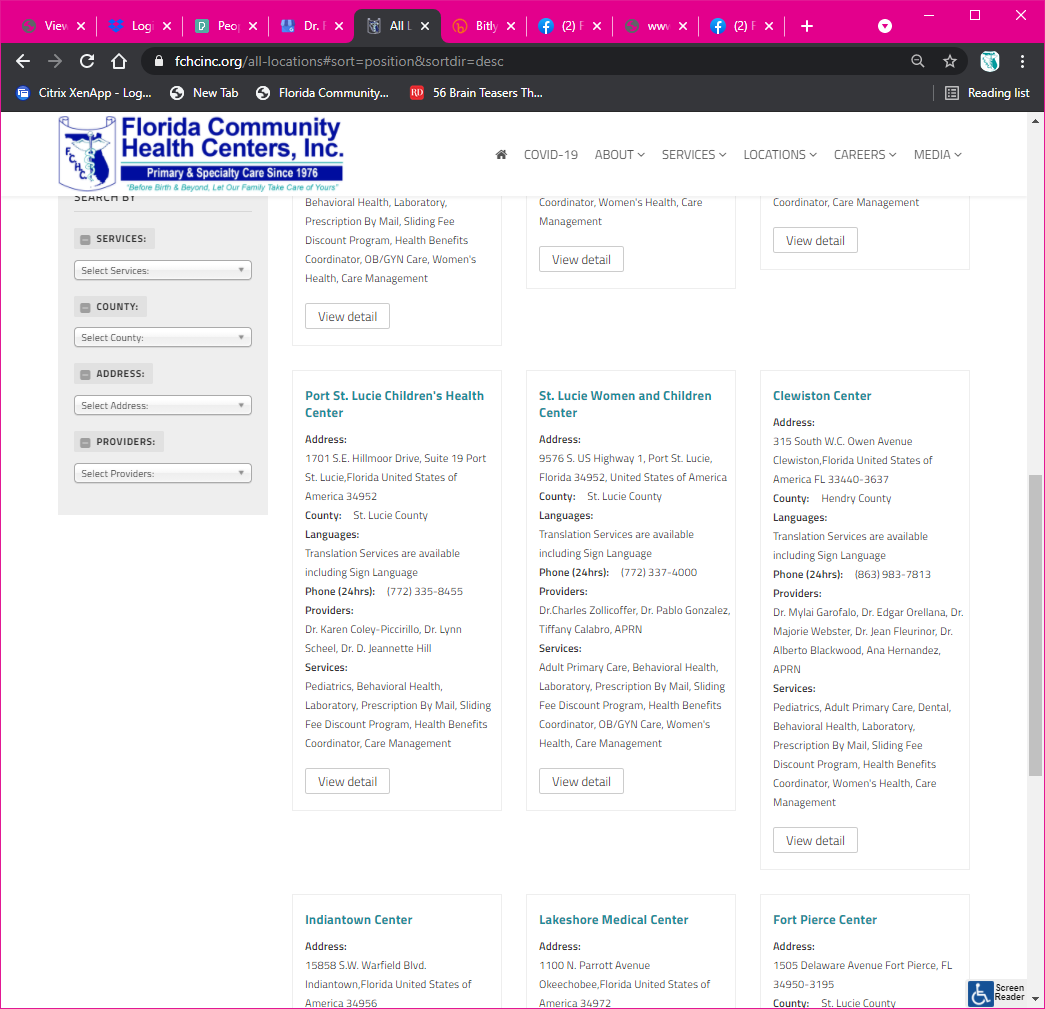 View
Log
Peo
Dr. F
All L
Bitly
(2) F
www
(2) F
fchcinc.org/all-locations#sort=position&sortdir=desc
Citrix XenApp - Log...
New Tab
Florida Community...
RD
56 Brain Teasers Th...
Reading list
FCHC
Florida Community
Health Centers, Inc.
Primary & Specialty Care Since 1976
"Before Birth & Beyond, Let Our Family Take Care of Yours"
COVID-19
ABOUT
SERVICES
LOCATIONS
CAREERS
MEDIA
SEARCH BY
SERVICES:
Select Services:
COUNTY:
Select County:
ADDRESS:
Select Address:
PROVIDERS:
Select Providers:
Behavioral Health, Laboratory,
Prescription By Mail, Sliding Fee
Discount Program, Health Benefits
Coordinator, OB/GYN Care, Women's
Health, Care Management
View detail
Coordinator, Women's Health, Care
Management
View detail
Coordinator, Care Management
View detail
Port St. Lucie Children's Health
Center
Address:
1701 S.E. Hillmoor Drive, Suite 19 Port
St. Lucie,Florida United States of
America 34952
County: St. Lucie County
Languages:
Translation Services are available
including Sign Language
Phone (24hrs): (772) 335-8455
Providers:
Dr. Karen Coley-Piccirillo, Dr. Lynn
Scheel, Dr. D. Jeannette Hill
Services:
Pediatrics, Behavioral Health,
Laboratory, Prescription By Mail, Sliding
Fee Discount Program, Health Benefits
Coordinator, Care Management
View detail
St. Lucie Women and Children
Center
Address:
9576 S. US Highway 1, Port St. Lucie,
Florida 34952, United States of America
County: St. Lucie County
Languages:
Translation Services are available
including Sign Language
Phone (24hrs): (772) 337-4000
Providers:
Dr.Charles Zollicoffer, Dr. Pablo Gonzalez,
Tiffany Calabro, APRN
Services:
Adult Primary Care, Behavioral Health,
Laboratory, Prescription By Mail, Sliding
Fee Discount Program, Health Benefits
Coordinator, OB/GYN Care, Women's
Health, Care Management
View detail
Clewiston Center
Address:
315 South W.C. Owen Avenue
Clewiston,Florida United States of
America FL 33440-3637
County: Hendry County
Languages:
Translation Services are available
including Sign Language
Phone (24hrs): (863) 983-7813
Providers:
Dr. Mylai Garofalo, Dr. Edgar Orellana, Dr.
Majorie Webster, Dr. Jean Fleurinor, Dr.
Alberto Blackwood, Ana Hernandez,
APRN
Services:
Pediatrics, Adult Primary Care, Dental,
Behavioral Health, Laboratory,
Prescription By Mail, Sliding Fee
Discount Program, Health Benefits
Coordinator, Women's Health, Care
Management
View detail
Indiantown Center
Address:
15858 S.W. Warfield Blvd.
Indiantown,Florida United States of
America 34956
Lakeshore Medical Center
Address:
1100 N. Parrott Avenue
Okeechobee,Florida United States of
America 34972
Fort Pierce Center
Address:
1505 Delaware Avenue Fort Pierce, FL
34950-3195
County: St. Lucie County
Screen
Reader